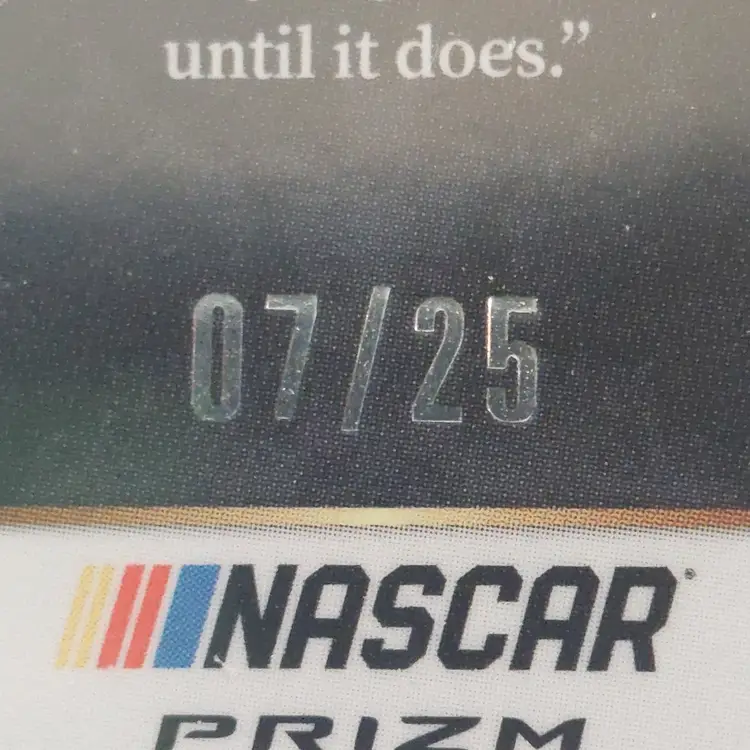 until it does.”
07/25
NASCAR®
PRIZM